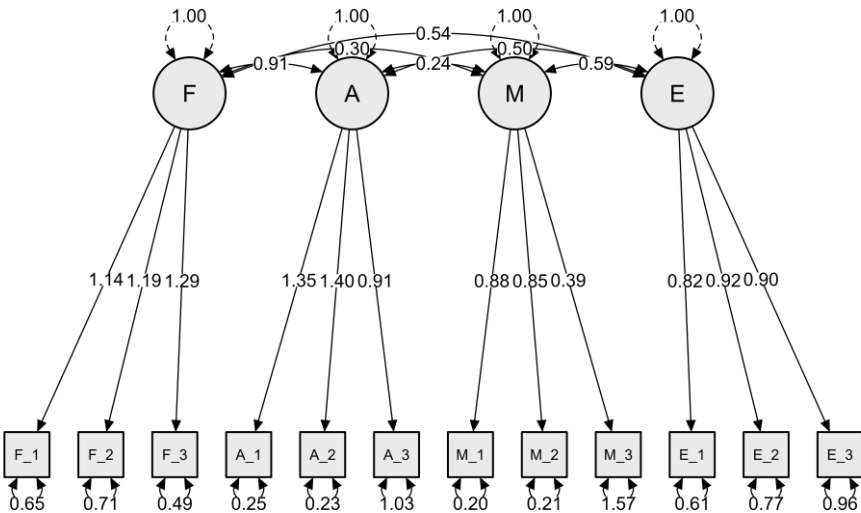 1.00 1.00 1.00 1.00
0.54
0.30 0.50
0.91 0.24 0.59
F A M E
1.14 1.19 1.29 1.35 1.40 0.91 0.88 0.85 0.39 0.82 0.92 0.90
F_1 F_2 F_3 A_1 A_2 A_3 M_1 M_2 M_3 E_1 E_2 E_3
0.65 0.71 0.49 0.25 0.23 1.03 0.20 0.21 1.57 0.61 0.77 0.96